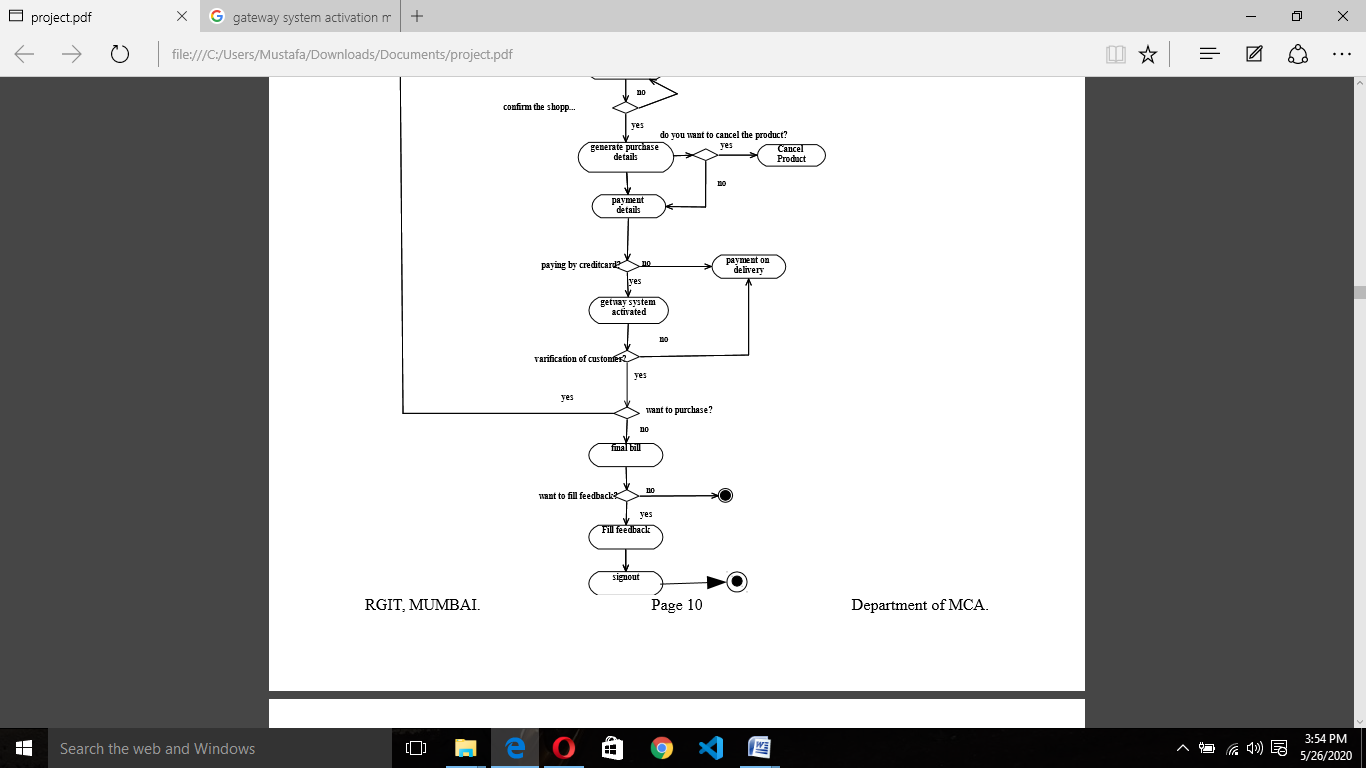 project.pdf
gateway system activation m
file:///C:/Users/Mustafa/Downloads/Documents/project.pdf
no
confirm the shopp...
yes
do you want to cancel the product?
generate purchase
details
yes
Cancel
Product
no
payment
details
paying by creditcard?
no
payment on
delivery
yes
getway system
activated
no
varification of customer?
yes
yes
want to purchase?
no
final bill
want to fill feedback?
no
yes
Fill feedback
signout
RGIT, MUMBAI.
Page 10
Department of MCA.
Search the web and Windows
3:54 PM
5/26/2020